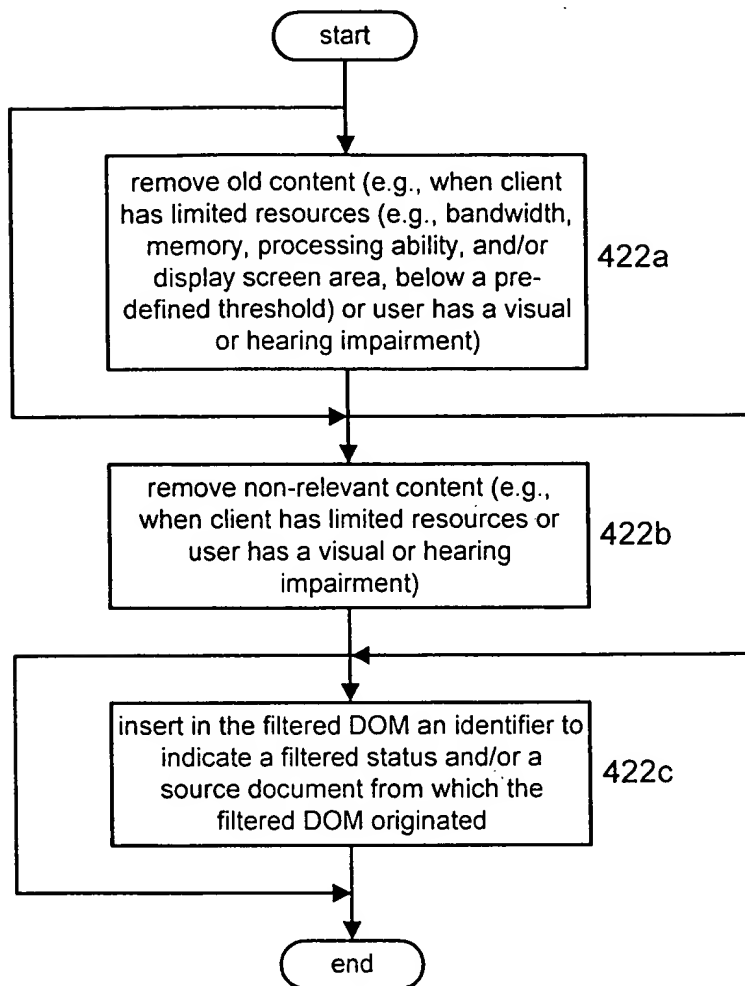 start
remove old content (e.g., when client
has limited resources (e.g., bandwidth,
memory, processing ability, and/or
display screen area, below a pre-
defined threshold) or user has a visual
or hearing impairment)
422a
remove non-relevant content (e.g.,
when client has limited resources or
user has a visual or hearing
impairment)
422b
insert in the filtered DOM an identifier to
indicate a filtered status and/or a
source document from which the
filtered DOM originated
422c
end